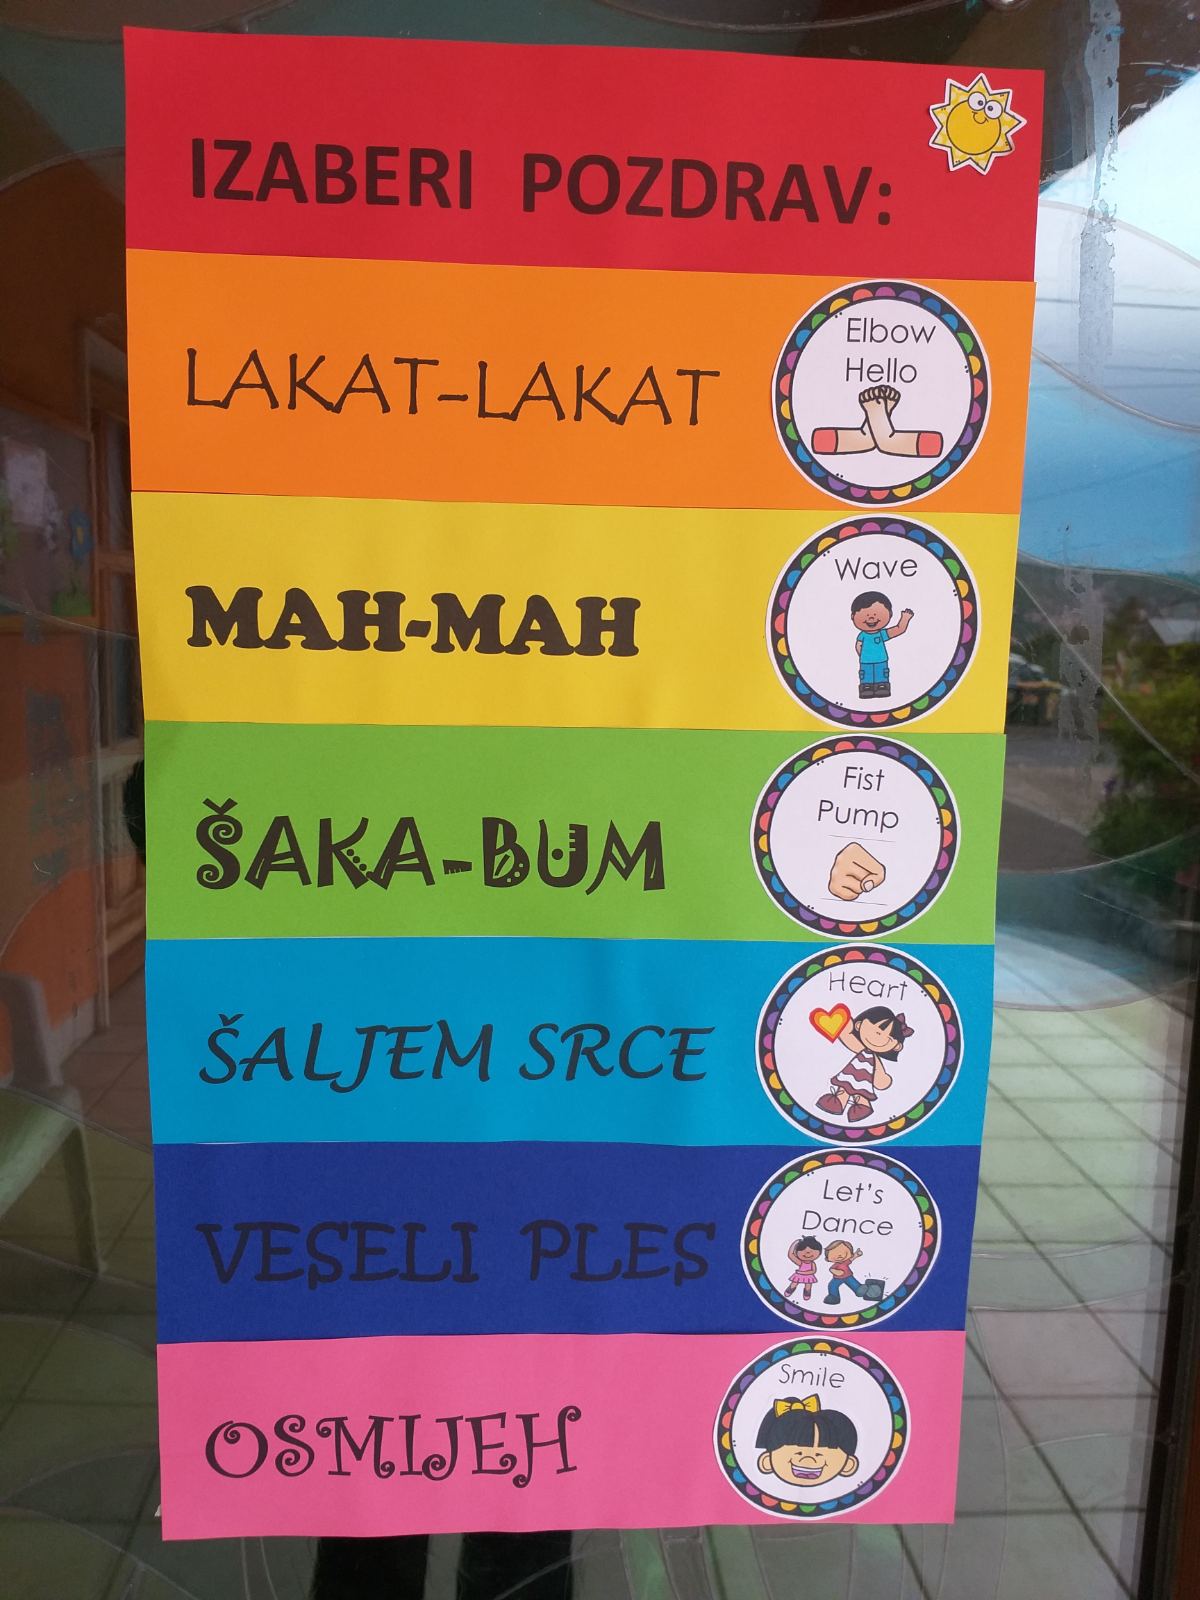 IZABERI POZDRAV:
LAKAT-LAKAT
Elbow
Hello
MAH-MAH
Wave
ŠAKA-BUM
Fist
Pump
ŠALJEM SRCE
Heart
VESELI PLES
Let's
Dance
OSMIJEH
Smile